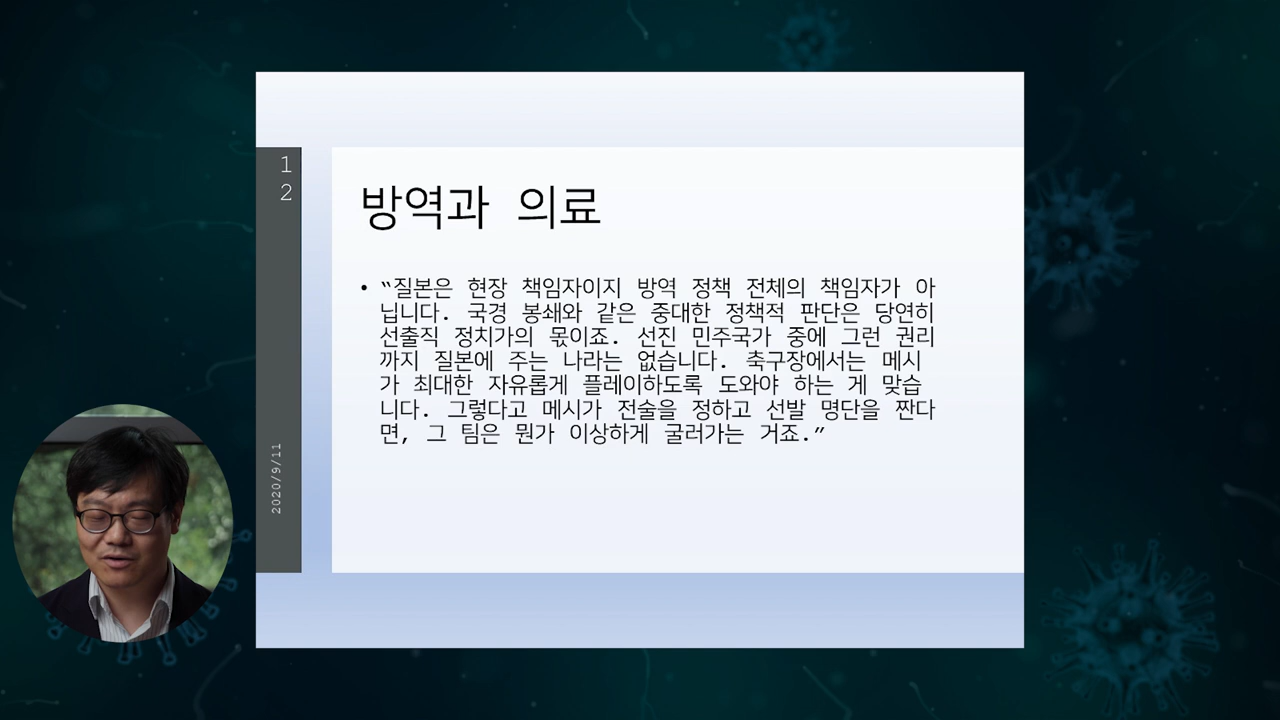 1
2
방역과 의료
• “질본은 현장 책임자이지 방역 정책 전체의 책임자가 아
닙니다. 국경 봉쇄와 같은 중대한 정책적 판단은 당연히
선출직 정치가의 몫이죠. 선진 민주국가 중에 그런 권리
까지 질본에 주는 나라는 없습니다. 축구장에서는 메시
가 최대한 자유롭게 플레이하도록 도와야 하는 게 맞습
니다. 그렇다고 메시가 전술을 정하고 선발 명단을 짠다
면, 그 팀은 뭔가 이상하게 굴러가는 거죠.”
2020/9/11